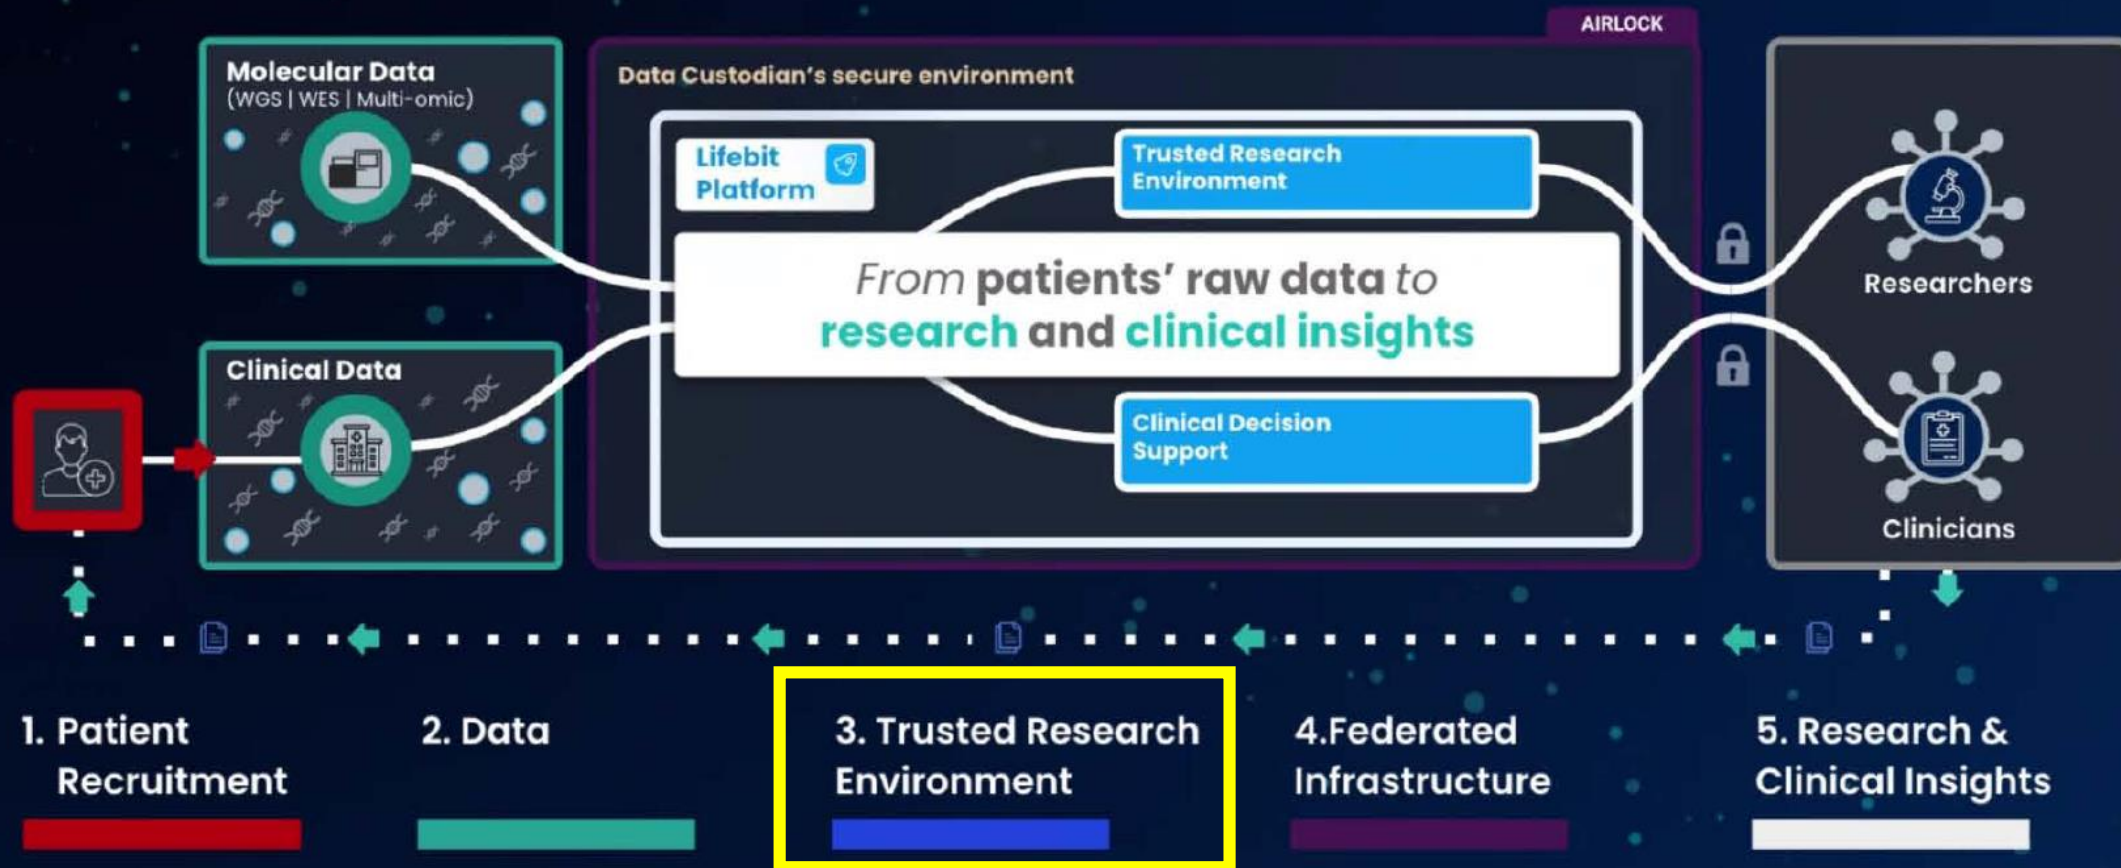 AIRLOCK
Molecular Data
(WGS | WES | Multi-omic)
Data Custodian's secure environment
Lifebit
Platform
Trusted Research
Environment
From patients' raw data to
research and clinical insights
Researchers
Clinical Data
Clinical Decision
Support
Clinicians
1. Patient
Recruitment
2. Data
3. Trusted Research
Environment
4.Federated
Infrastructure
5. Research &
Clinical Insights